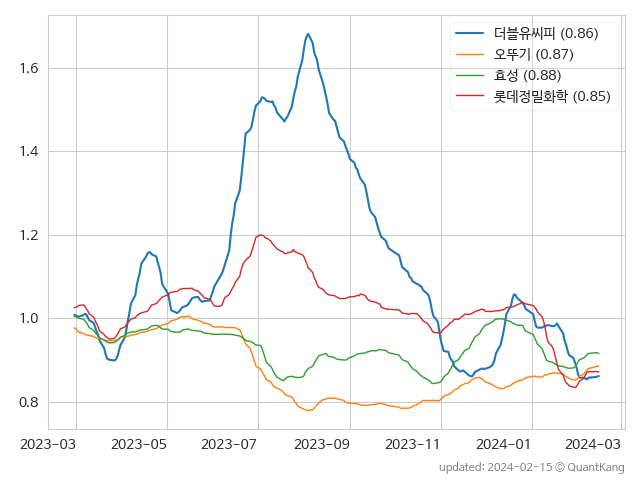 더블유씨피 (0.86)
오뚜기 (0.87)
효성 (0.88)
롯데정밀화학 (0.85)
1.6
1.4
1.2
1.0
0.8
2023-03 2023-05 2023-07 2023-09 2023-11 2024-01 2024-03
updated: 2024-02-15 © QuantKang